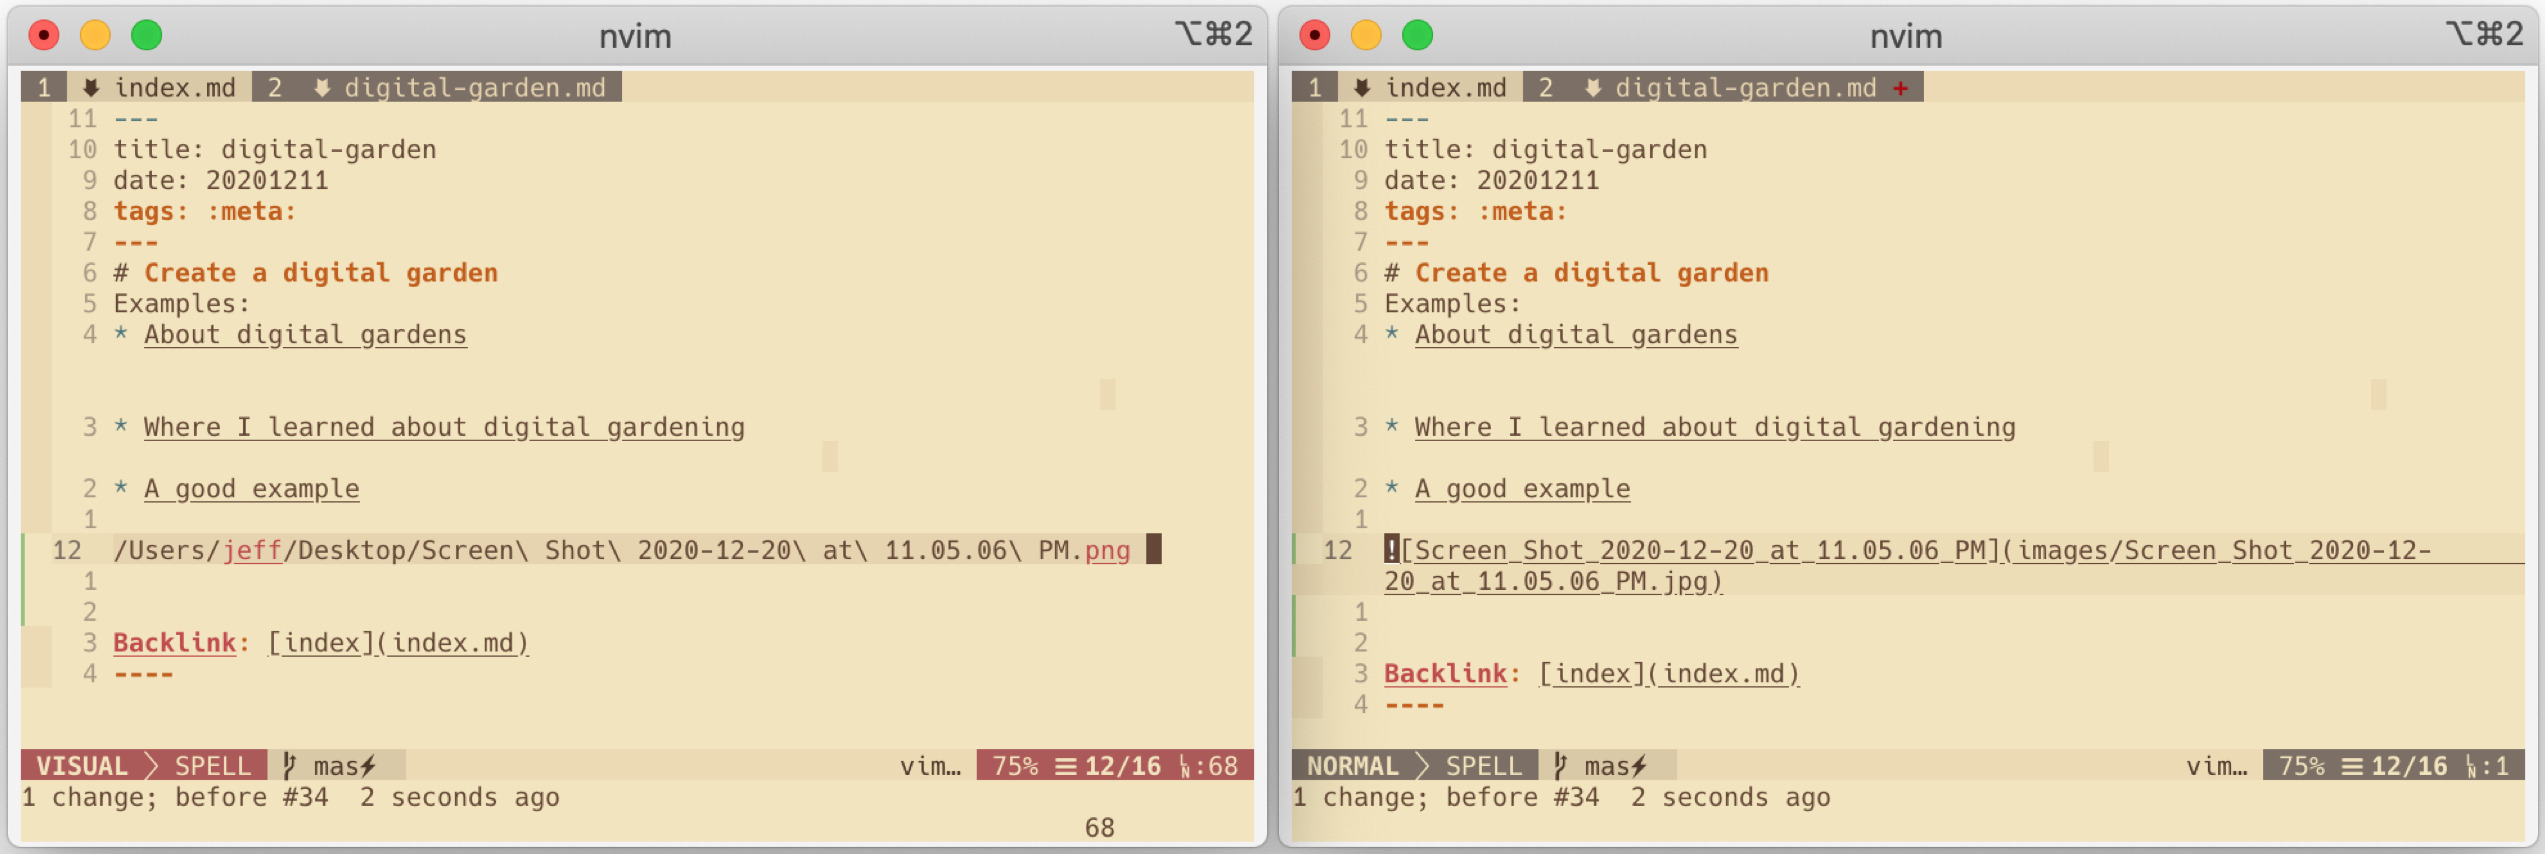 nvim ⌥⌘2
1 index.md 2 digital-garden.md
11 ---
10 title: digital-garden
9 date: 20201211
8 tags: :meta:
7 ---
6 # Create a digital garden
5 Examples:
4 * About digital gardens
3 * Where I learned about digital gardening
2 * A good example
1
12 /Users/jeff/Desktop/Screen\ Shot\ 2020-12-20\ at\ 11.05.06\ PM.png
1
2
3 Backlink: [index](index.md)
4 ----
VISUAL SPELL mas⚡ vim… 75% ☰ 12/16 ␤:68
1 change; before #34 2 seconds ago
68
nvim ⌥⌘2
1 index.md 2 digital-garden.md +
11 ---
10 title: digital-garden
9 date: 20201211
8 tags: :meta:
7 ---
6 # Create a digital garden
5 Examples:
4 * About digital gardens
3 * Where I learned about digital gardening
2 * A good example
1
12 ![Screen_Shot_2020-12-20_at_11.05.06_PM](images/Screen_Shot_2020-12-
20_at_11.05.06_PM.jpg)
1
2
3 Backlink: [index](index.md)
4 ----
NORMAL SPELL mas⚡ vim… 75% ☰ 12/16 ␤:1
1 change; before #34 2 seconds ago